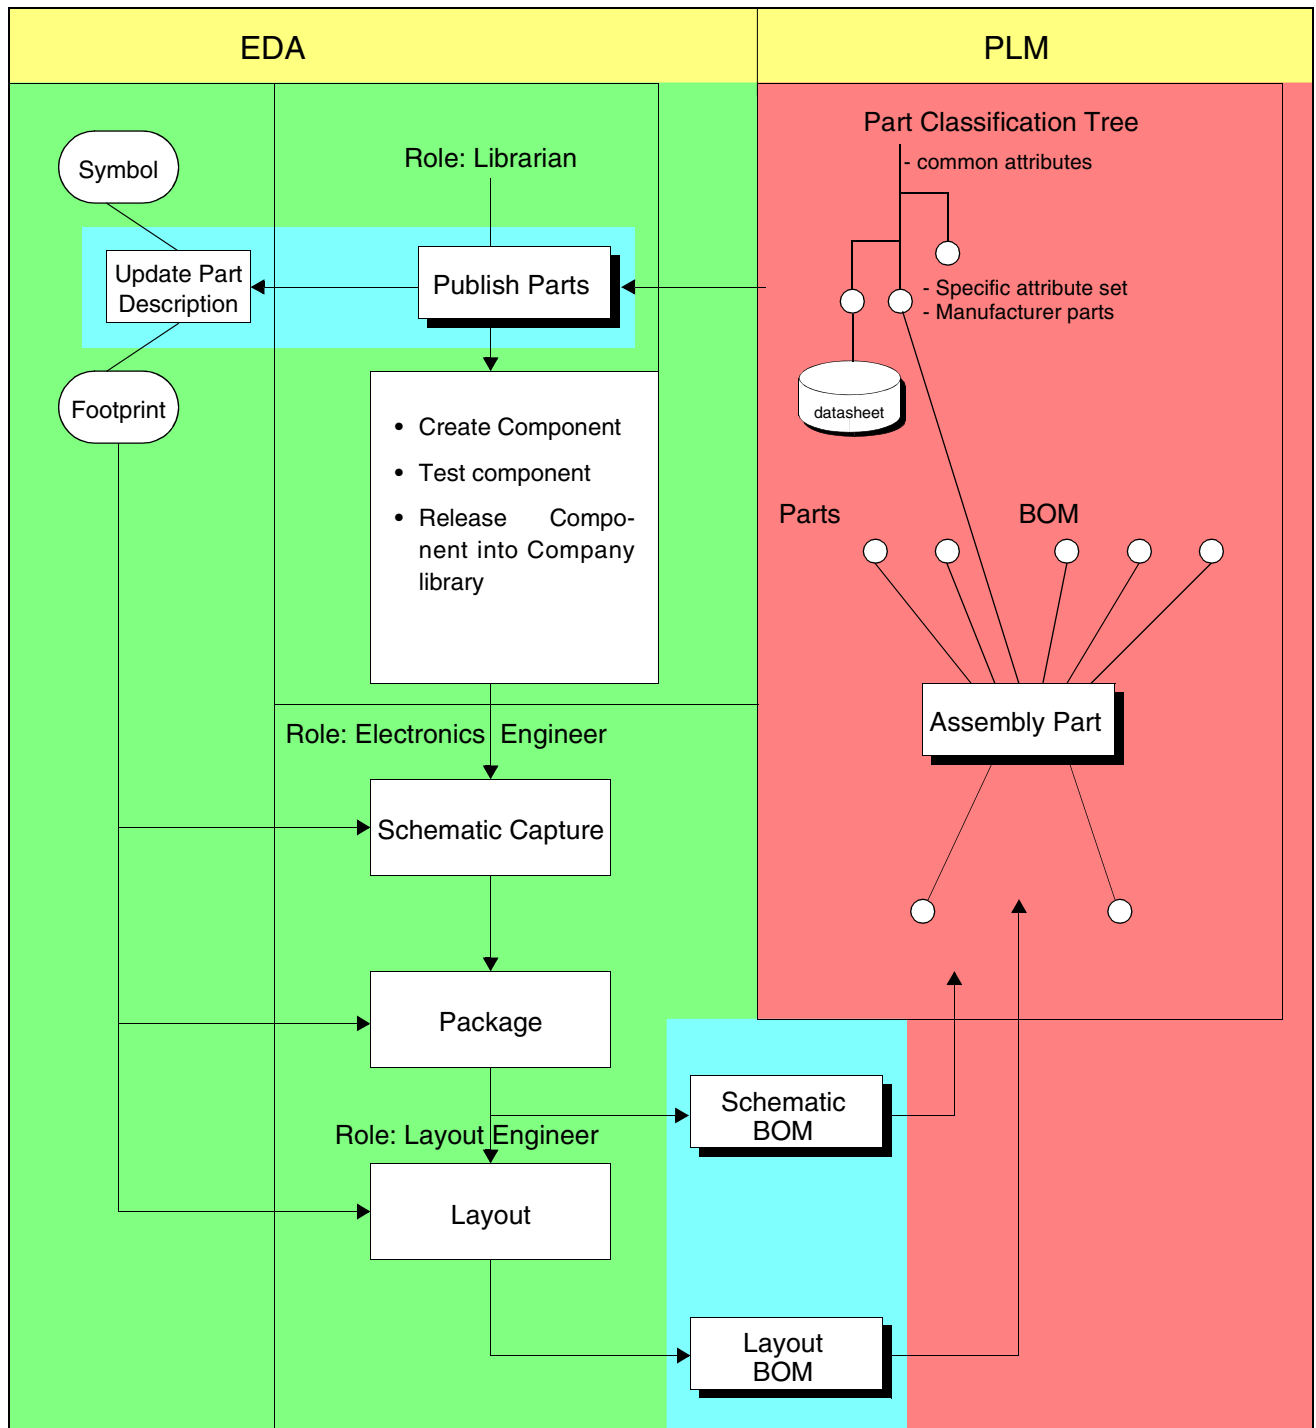 EDA
PLM
Symbol
Role: Librarian
Update Part
Description
Publish Parts
Footprint
• Create Component
• Test component
• Release Compo-
nent into Company
library
Part Classification Tree
- common attributes
- Specific attribute set
- Manufacturer parts
datasheet
Parts
BOM
Assembly Part
Role: Electronics Engineer
Schematic Capture
Package
Schematic
BOM
Role: Layout Engineer
Layout
Layout
BOM